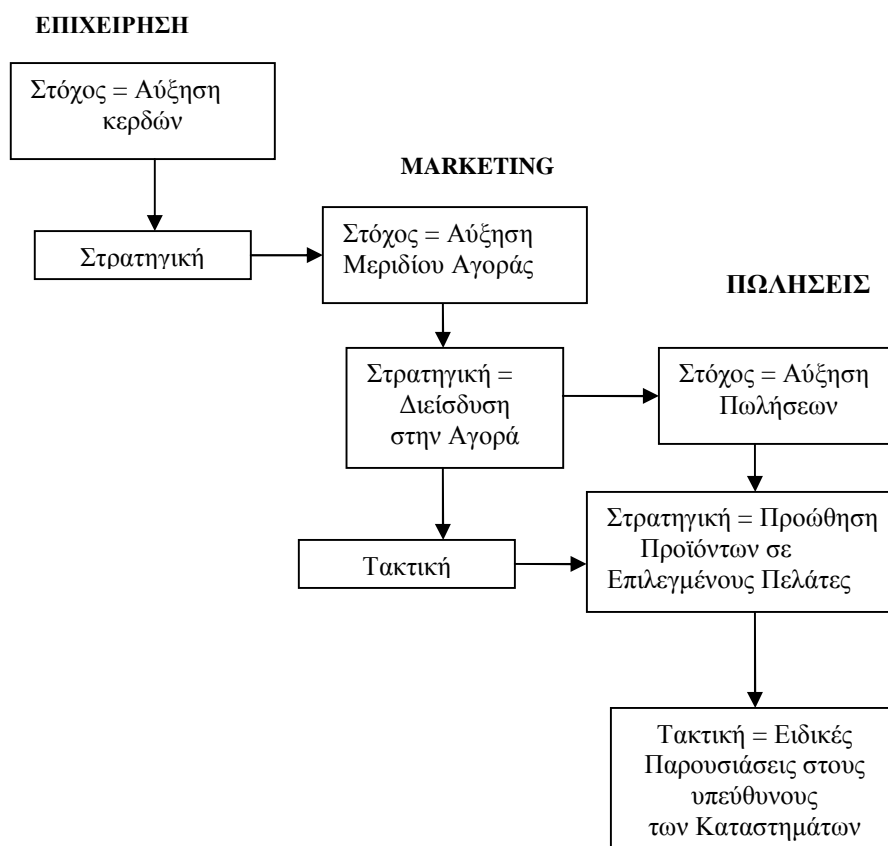 ΕΠΙΧΕΙΡΗΣΗ
Στόχος = Αύξηση
κερδών
MARKETING
Στρατηγική
Στόχος = Αύξηση
Μεριδίου Αγοράς
ΠΩΛΗΣΕΙΣ
Στρατηγική =
Διείσδυση
στην Αγορά
Στόχος = Αύξηση
Πωλήσεων
Τακτική
Στρατηγική = Προώθηση
Προϊόντων σε
Επιλεγμένους Πελάτες
Τακτική = Ειδικές
Παρουσιάσεις στους
υπεύθυνους
των Καταστημάτων